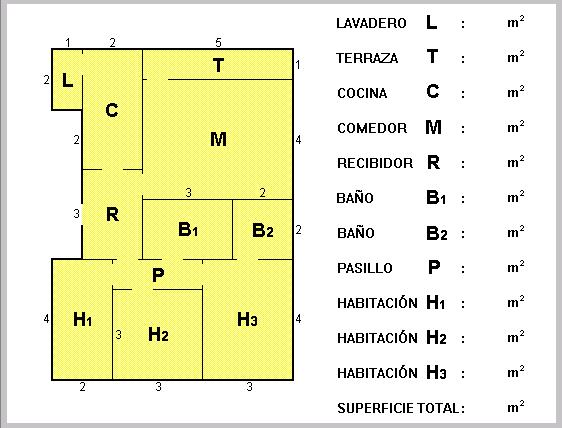 1 2 5
T 1
2 L
C
M 4
2
3 2
3 R
B1 B2 2
P
4 H1 3 H2 H3 4
2 3 3
LAVADERO L : m²
TERRAZA T : m²
COCINA C : m²
COMEDOR M : m²
RECIBIDOR R : m²
BAÑO B1 : m²
BAÑO B2 : m²
PASILLO P : m²
HABITACIÓN H1 : m²
HABITACIÓN H2 : m²
HABITACIÓN H3 : m²
SUPERFICIE TOTAL: m²